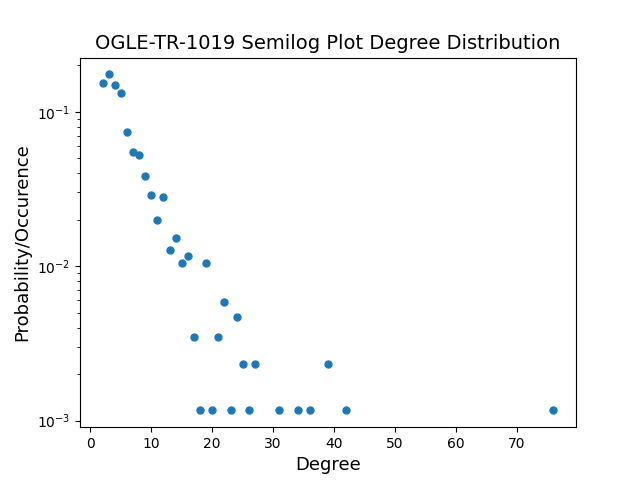 OGLE-TR-1019 Semilog Plot Degree Distribution
Probability/Occurence
10⁻¹
10⁻²
10⁻³
0 10 20 30 40 50 60 70
Degree